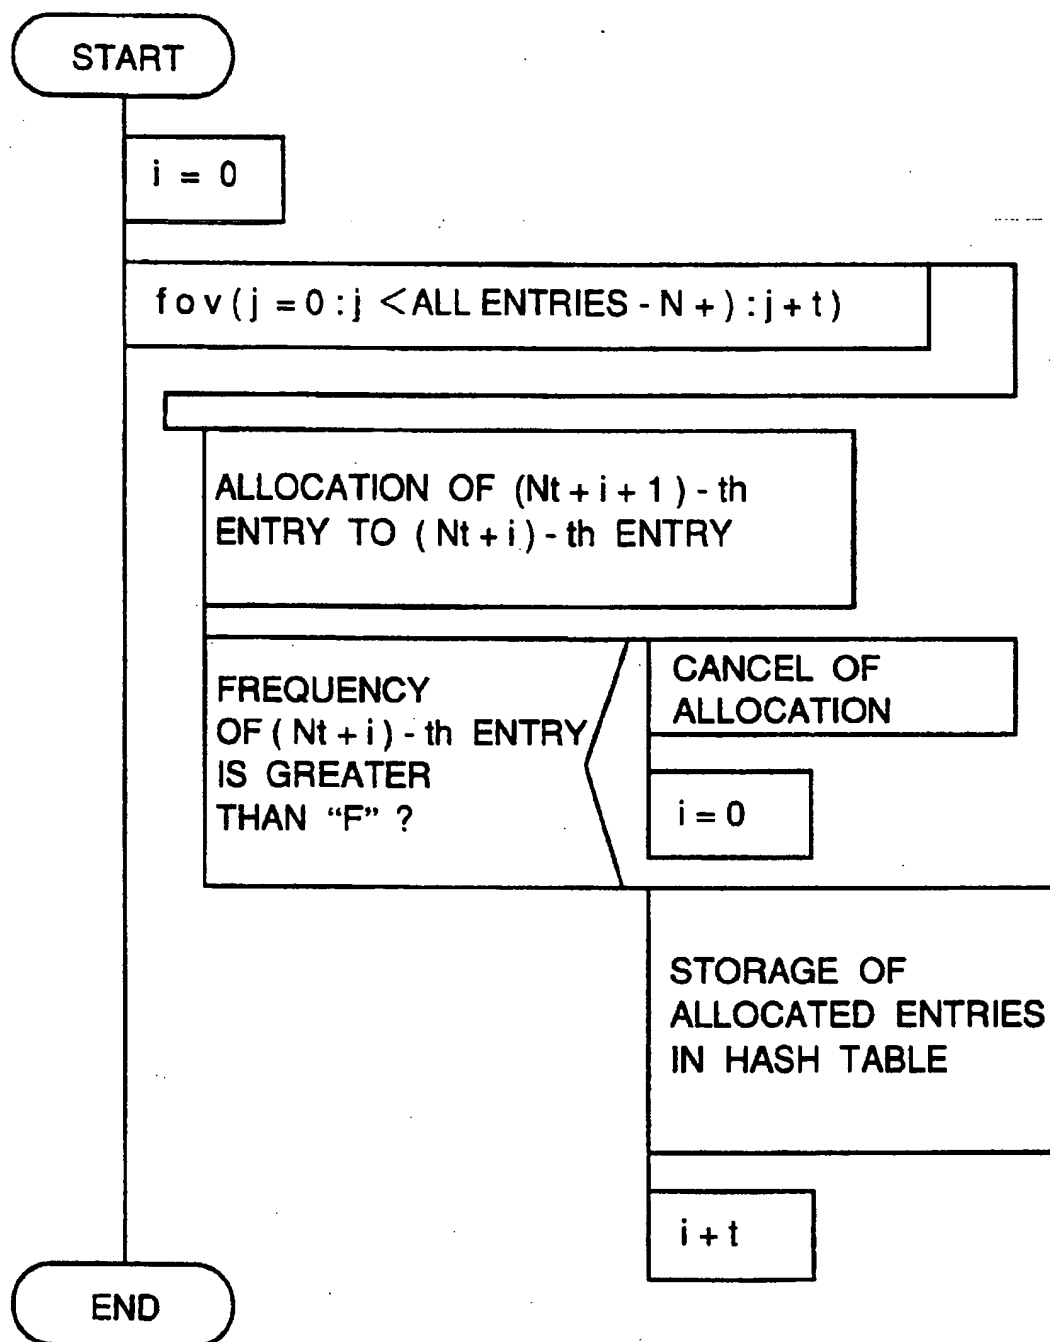 START
i = 0
fov(j = 0 : j < ALL ENTRIES - N + ) : j + t)
ALLOCATION OF (Nt + i + 1) - th
ENTRY TO (Nt + i) - th ENTRY
FREQUENCY
OF (Nt + i) - th ENTRY
IS GREATER
THAN “F” ?
CANCEL OF
ALLOCATION
i = 0
STORAGE OF
ALLOCATED ENTRIES
IN HASH TABLE
i + t
END